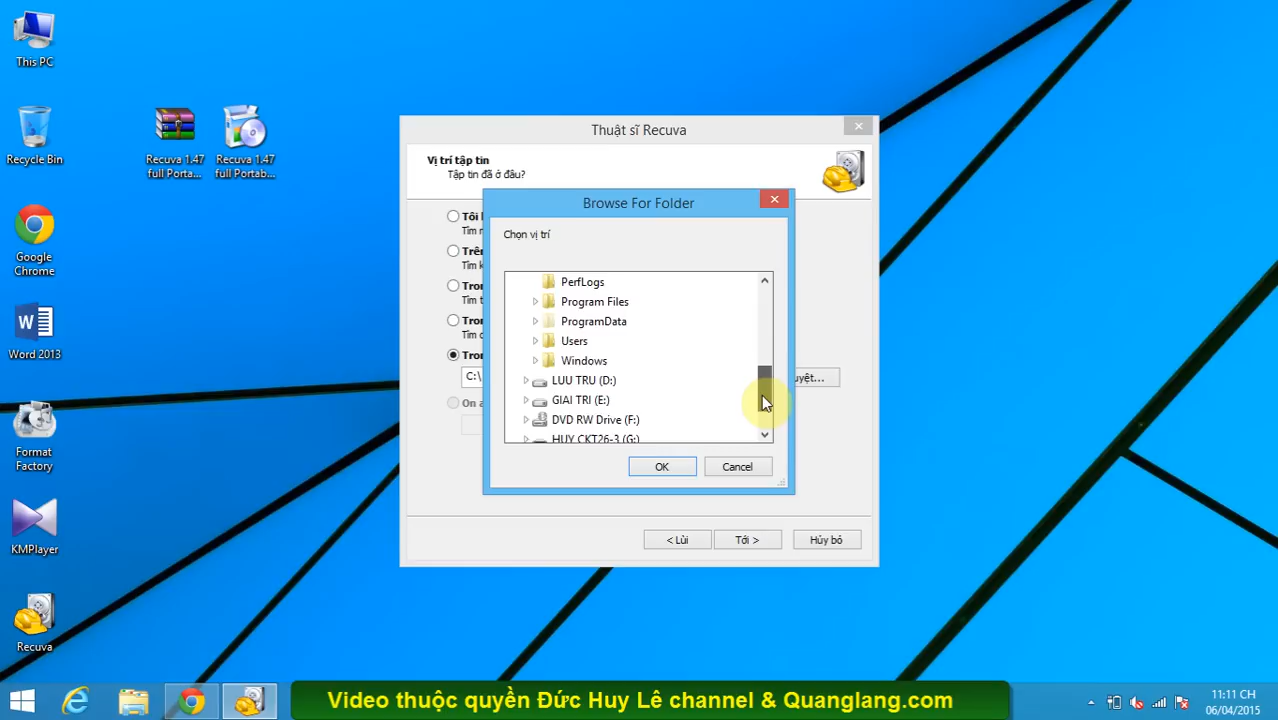 This PC
Recycle Bin
Recuva 1.47
full Porta...
Recuva 1.47
full Portab...
Google
Chrome
Word 2013
Format
Factory
KMPlayer
Recuva
Thuật sĩ Recuva
Vị trí tập tin
Tập tin đã ở đâu?
Browse For Folder
Chọn vị trí
PerfLogs
Program Files
ProgramData
Users
Windows
LUU TRU (D:)
GIAI TRI (E:)
DVD RW Drive (F:)
HUY CKT26-3 (G:)
OK
Cancel
C:\
On
< Lùi
Tới >
Hủy bỏ
Video thuộc quyền Đức Huy Lê channel & Quanglang.com
11:11 CH
06/04/2015